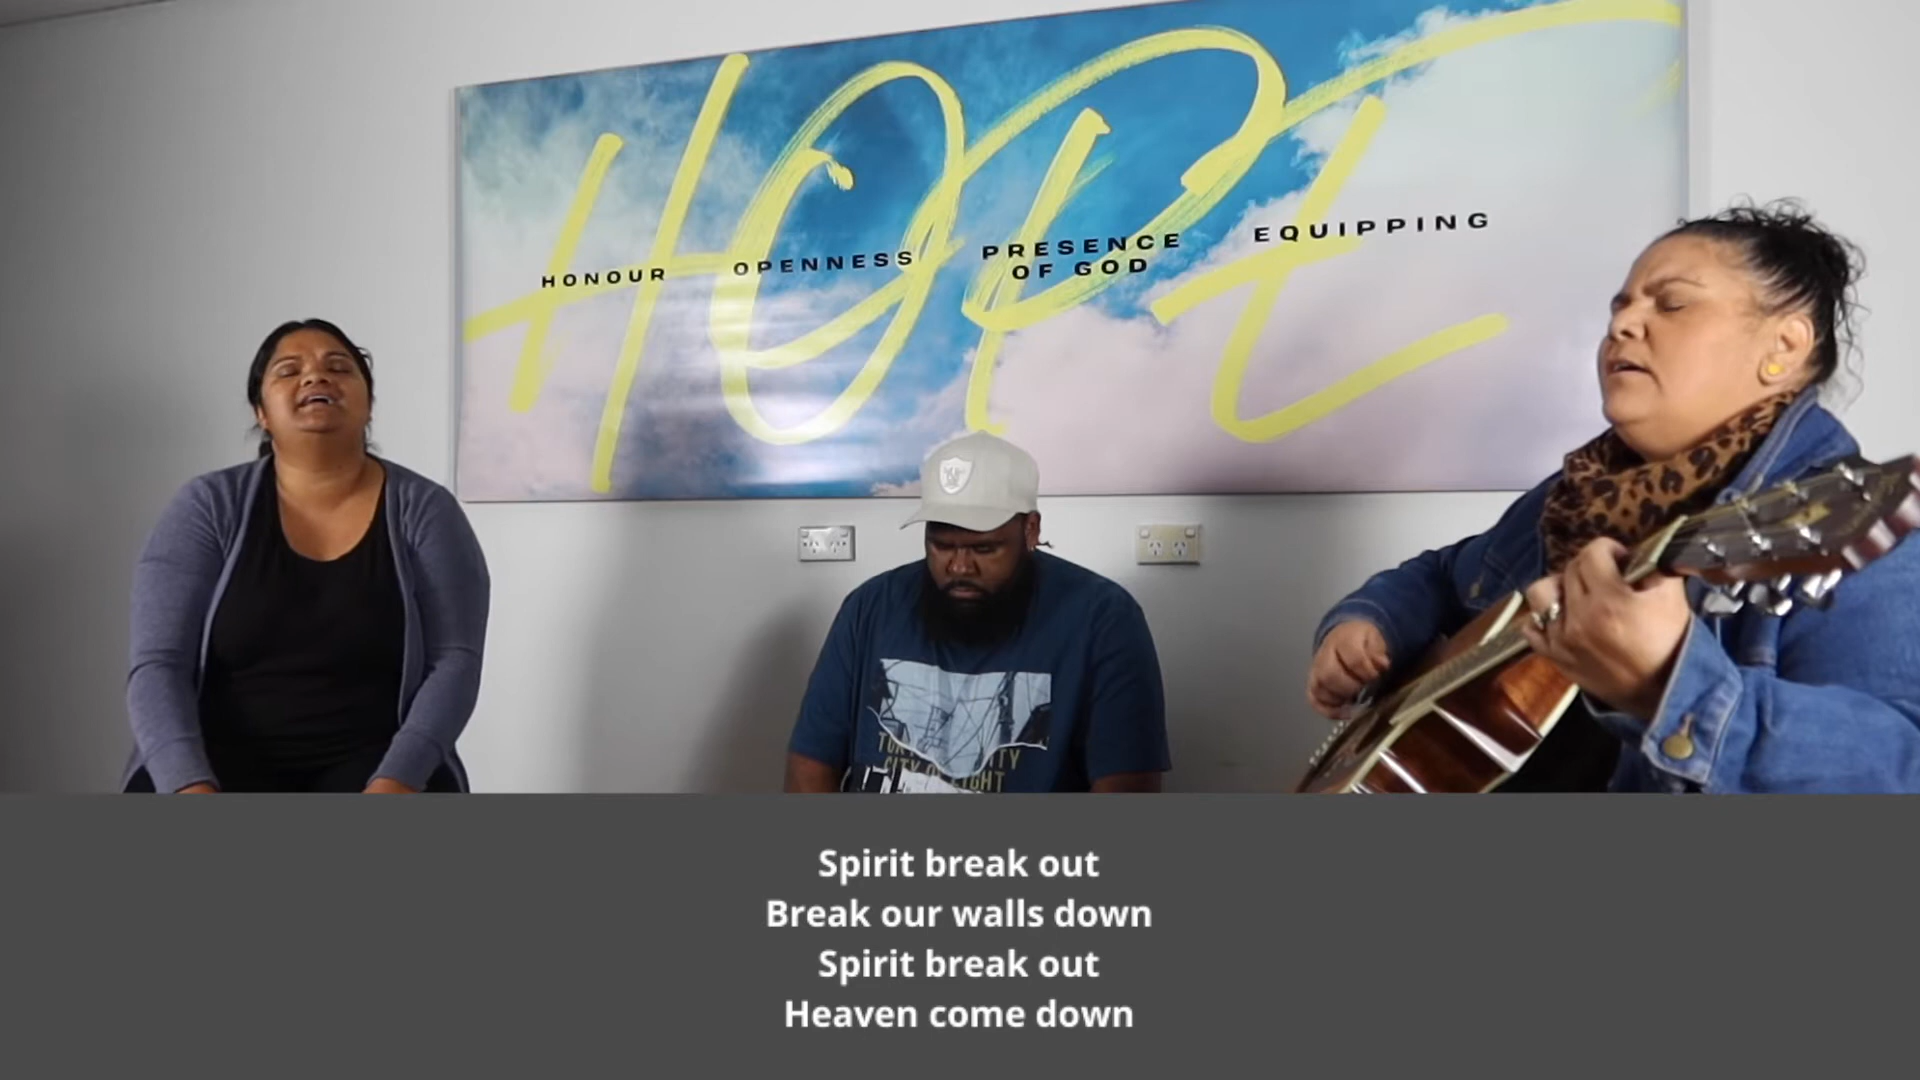 HOPE
HONOUR
OPENNESS
PRESENCE
OF GOD
EQUIPPING
Spirit break out
Break our walls down
Spirit break out
Heaven come down